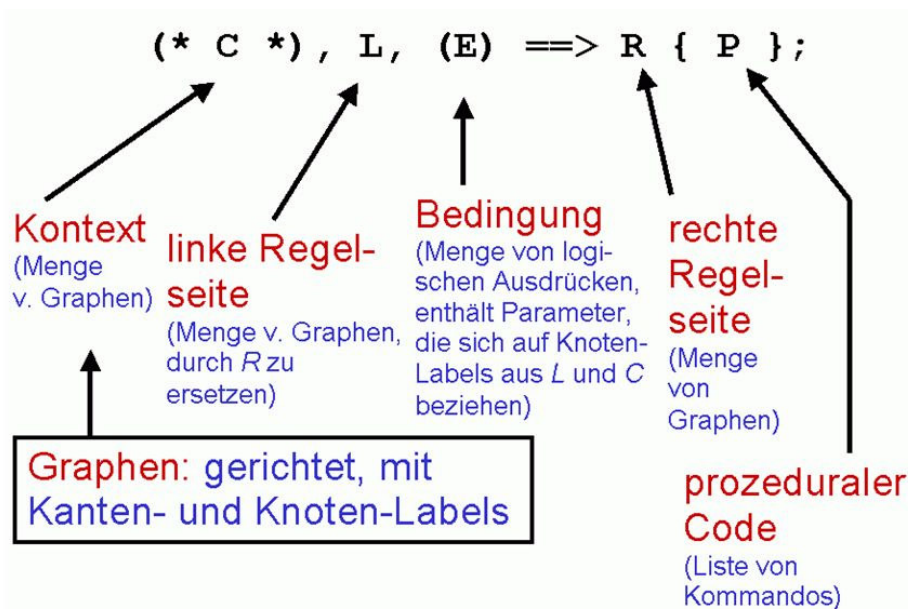 (* C *), L, (E) ==> R { P };
Kontext
(Menge
v. Graphen)
linke Regel-
seite
(Menge v. Graphen,
durch R zu
ersetzen)
Bedingung
(Menge von logi-
schen Ausdrücken,
enthält Parameter,
die sich auf Knoten-
Labels aus L und C
beziehen)
rechte
Regel-
seite
(Menge
von
Graphen)
Graphen: gerichtet, mit
Kanten- und Knoten-Labels
prozeduraler
Code
(Liste von
Kommandos)